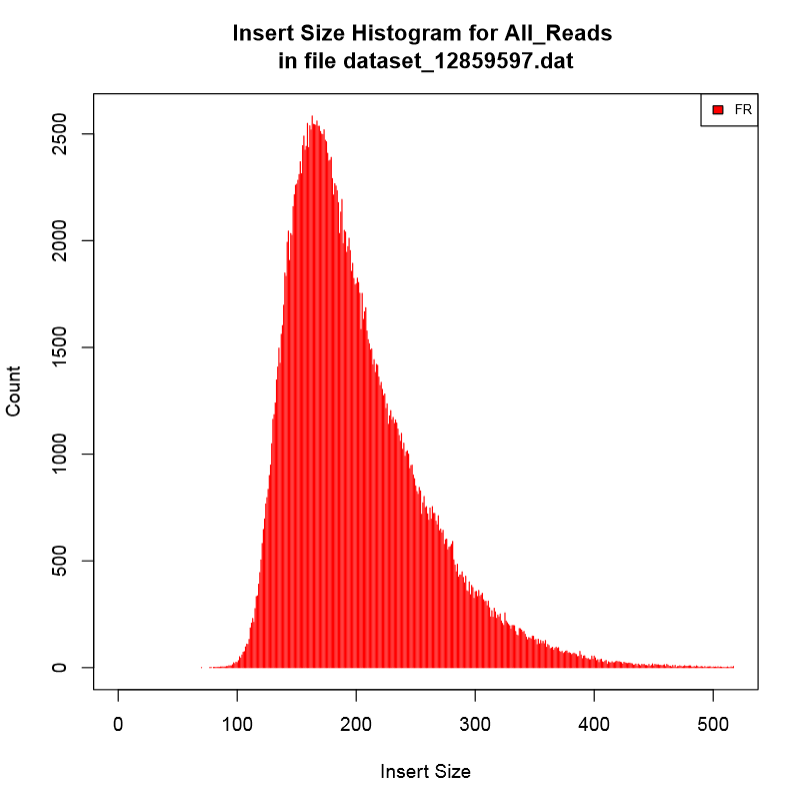 Insert Size Histogram for All_Reads
in file dataset_12859597.dat
FR
Count
2500
2000
1500
1000
500
0
0 100 200 300 400 500
Insert Size